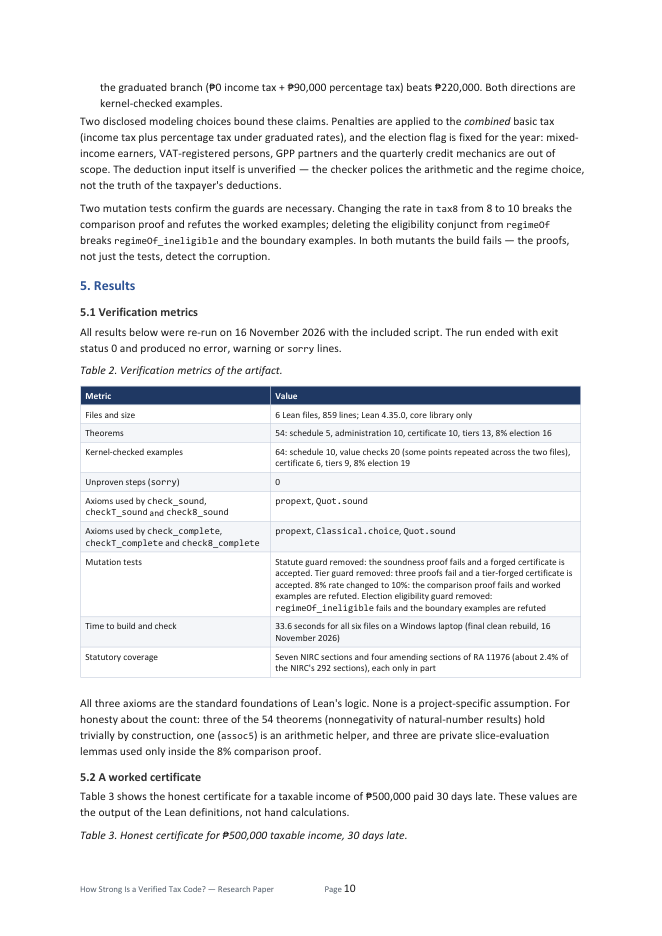 the graduated branch (₱0 income tax + ₱90,000 percentage tax) beats ₱220,000. Both directions are
kernel-checked examples.
Two disclosed modeling choices bound these claims. Penalties are applied to the combined basic tax
(income tax plus percentage tax under graduated rates), and the election flag is fixed for the year: mixed-
income earners, VAT-registered persons, GPP partners and the quarterly credit mechanics are out of
scope. The deduction input itself is unverified — the checker polices the arithmetic and the regime choice,
not the truth of the taxpayer's deductions.
Two mutation tests confirm the guards are necessary. Changing the rate in tax8 from 8 to 10 breaks the
comparison proof and refutes the worked examples; deleting the eligibility conjunct from regimeOf
breaks regimeOf_ineligible and the boundary examples. In both mutants the build fails — the proofs,
not just the tests, detect the corruption.
5. Results
5.1 Verification metrics
All results below were re-run on 16 November 2026 with the included script. The run ended with exit
status 0 and produced no error, warning or sorry lines.
Table 2. Verification metrics of the artifact.
Metric Value
Files and size 6 Lean files, 859 lines; Lean 4.35.0, core library only
Theorems 54: schedule 5, administration 10, certificate 10, tiers 13, 8% election 16
Kernel-checked examples 64: schedule 10, value checks 20 (some points repeated across the two files),
certificate 6, tiers 9, 8% election 19
Unproven steps (sorry) 0
Axioms used by check_sound, propext, Quot.sound
checkT_sound and check8_sound
Axioms used by check_complete, propext, Classical.choice, Quot.sound
checkT_complete and check8_complete
Mutation tests Statute guard removed: the soundness proof fails and a forged certificate is
accepted. Tier guard removed: three proofs fail and a tier-forged certificate is
accepted. 8% rate changed to 10%: the comparison proof fails and worked
examples are refuted. Election eligibility guard removed:
regimeOf_ineligible fails and the boundary examples are refuted
Time to build and check 33.6 seconds for all six files on a Windows laptop (final clean rebuild, 16
November 2026)
Statutory coverage Seven NIRC sections and four amending sections of RA 11976 (about 2.4% of
the NIRC's 292 sections), each only in part
All three axioms are the standard foundations of Lean's logic. None is a project-specific assumption. For
honesty about the count: three of the 54 theorems (nonnegativity of natural-number results) hold
trivially by construction, one (assoc5) is an arithmetic helper, and three are private slice-evaluation
lemmas used only inside the 8% comparison proof.
5.2 A worked certificate
Table 3 shows the honest certificate for a taxable income of ₱500,000 paid 30 days late. These values are
the output of the Lean definitions, not hand calculations.
Table 3. Honest certificate for ₱500,000 taxable income, 30 days late.
How Strong Is a Verified Tax Code? — Research Paper Page 10